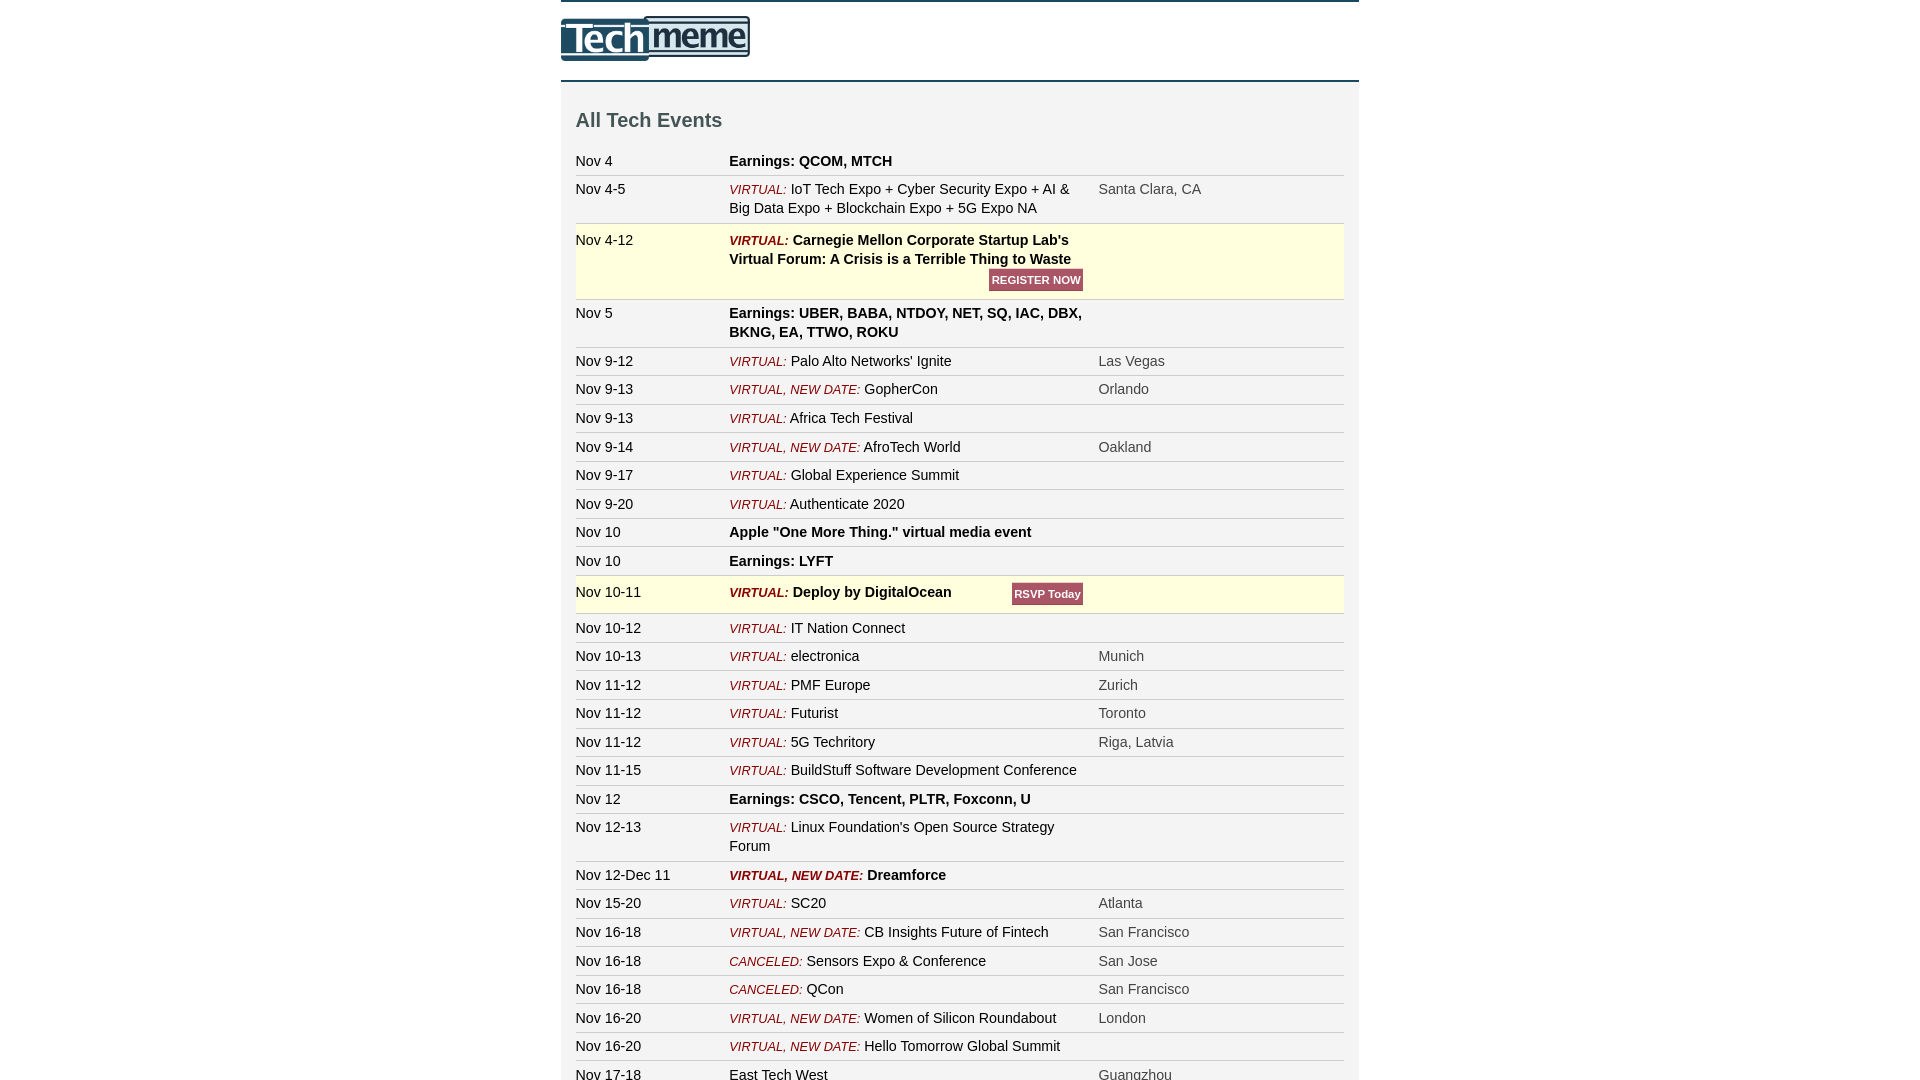 Techmeme
All Tech Events
Nov 4 Earnings: QCOM, MTCH
Nov 4-5 VIRTUAL: IoT Tech Expo + Cyber Security Expo + AI & Santa Clara, CA
Big Data Expo + Blockchain Expo + 5G Expo NA
Nov 4-12 VIRTUAL: Carnegie Mellon Corporate Startup Lab's
Virtual Forum: A Crisis is a Terrible Thing to Waste
REGISTER NOW
Nov 5 Earnings: UBER, BABA, NTDOY, NET, SQ, IAC, DBX,
BKNG, EA, TTWO, ROKU
Nov 9-12 VIRTUAL: Palo Alto Networks' Ignite Las Vegas
Nov 9-13 VIRTUAL, NEW DATE: GopherCon Orlando
Nov 9-13 VIRTUAL: Africa Tech Festival
Nov 9-14 VIRTUAL, NEW DATE: AfroTech World Oakland
Nov 9-17 VIRTUAL: Global Experience Summit
Nov 9-20 VIRTUAL: Authenticate 2020
Nov 10 Apple "One More Thing." virtual media event
Nov 10 Earnings: LYFT
Nov 10-11 VIRTUAL: Deploy by DigitalOcean RSVP Today
Nov 10-12 VIRTUAL: IT Nation Connect
Nov 10-13 VIRTUAL: electronica Munich
Nov 11-12 VIRTUAL: PMF Europe Zurich
Nov 11-12 VIRTUAL: Futurist Toronto
Nov 11-12 VIRTUAL: 5G Techritory Riga, Latvia
Nov 11-15 VIRTUAL: BuildStuff Software Development Conference
Nov 12 Earnings: CSCO, Tencent, PLTR, Foxconn, U
Nov 12-13 VIRTUAL: Linux Foundation's Open Source Strategy
Forum
Nov 12-Dec 11 VIRTUAL, NEW DATE: Dreamforce
Nov 15-20 VIRTUAL: SC20 Atlanta
Nov 16-18 VIRTUAL, NEW DATE: CB Insights Future of Fintech San Francisco
Nov 16-18 CANCELED: Sensors Expo & Conference San Jose
Nov 16-18 CANCELED: QCon San Francisco
Nov 16-20 VIRTUAL, NEW DATE: Women of Silicon Roundabout London
Nov 16-20 VIRTUAL, NEW DATE: Hello Tomorrow Global Summit
Nov 17-18 East Tech West Guangzhou